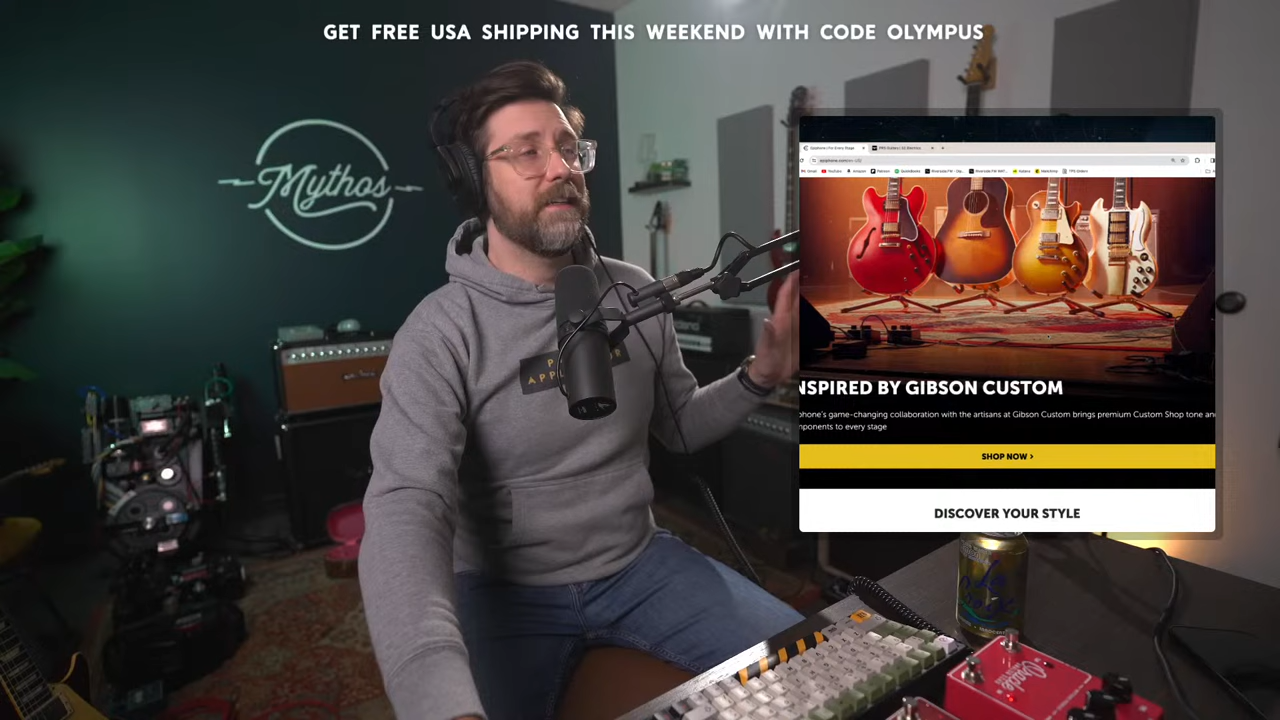 GET FREE USA SHIPPING THIS WEEKEND WITH CODE OLYMPUS
Mythos
NSPIRED BY GIBSON CUSTOM
phone's game-changing collaboration with the artisans at Gibson Custom brings premium Custom Shop tone and
mponents to every stage
SHOP NOW >
DISCOVER YOUR STYLE
Oracle